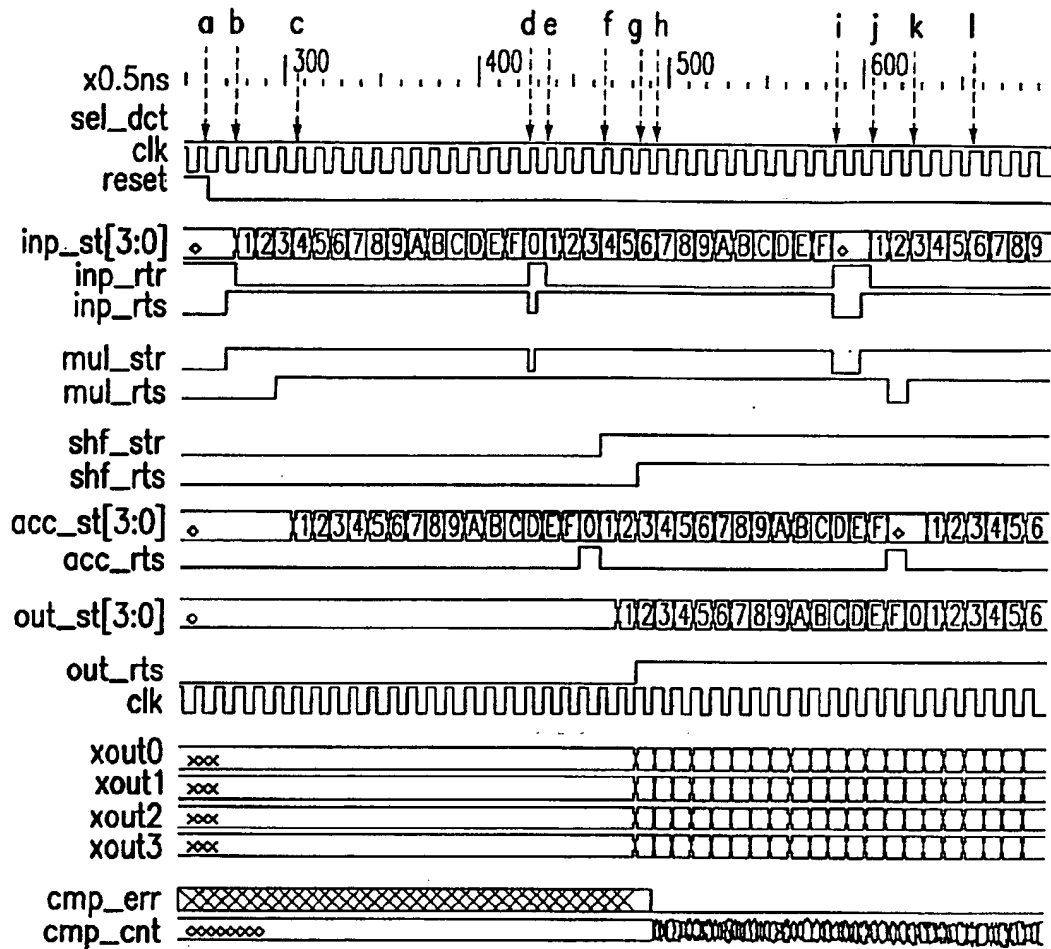 a b c d e f g h i j k l
x0.5ns 300 400 500 600
sel_dct
clk
reset
inp_st[3:0] 1 2 3 4 5 6 7 8 9 A B C D E F 0 1 2 3 4 5 6 7 8 9 A B C D E F 1 2 3 4 5 6 7 8 9
inp_rtr
inp_rts
mul_str
mul_rts
shf_str
shf_rts
acc_st[3:0] 1 2 3 4 5 6 7 8 9 A B C D E F 0 1 2 3 4 5 6 7 8 9 A B C D E F 1 2 3 4 5 6
acc_rts
out_st[3:0] 1 2 3 4 5 6 7 8 9 A B C D E F 0 1 2 3 4 5 6
out_rts
clk
xout0 xxx
xout1 xxx
xout2 xxx
xout3 xxx
cmp_err
cmp_cnt